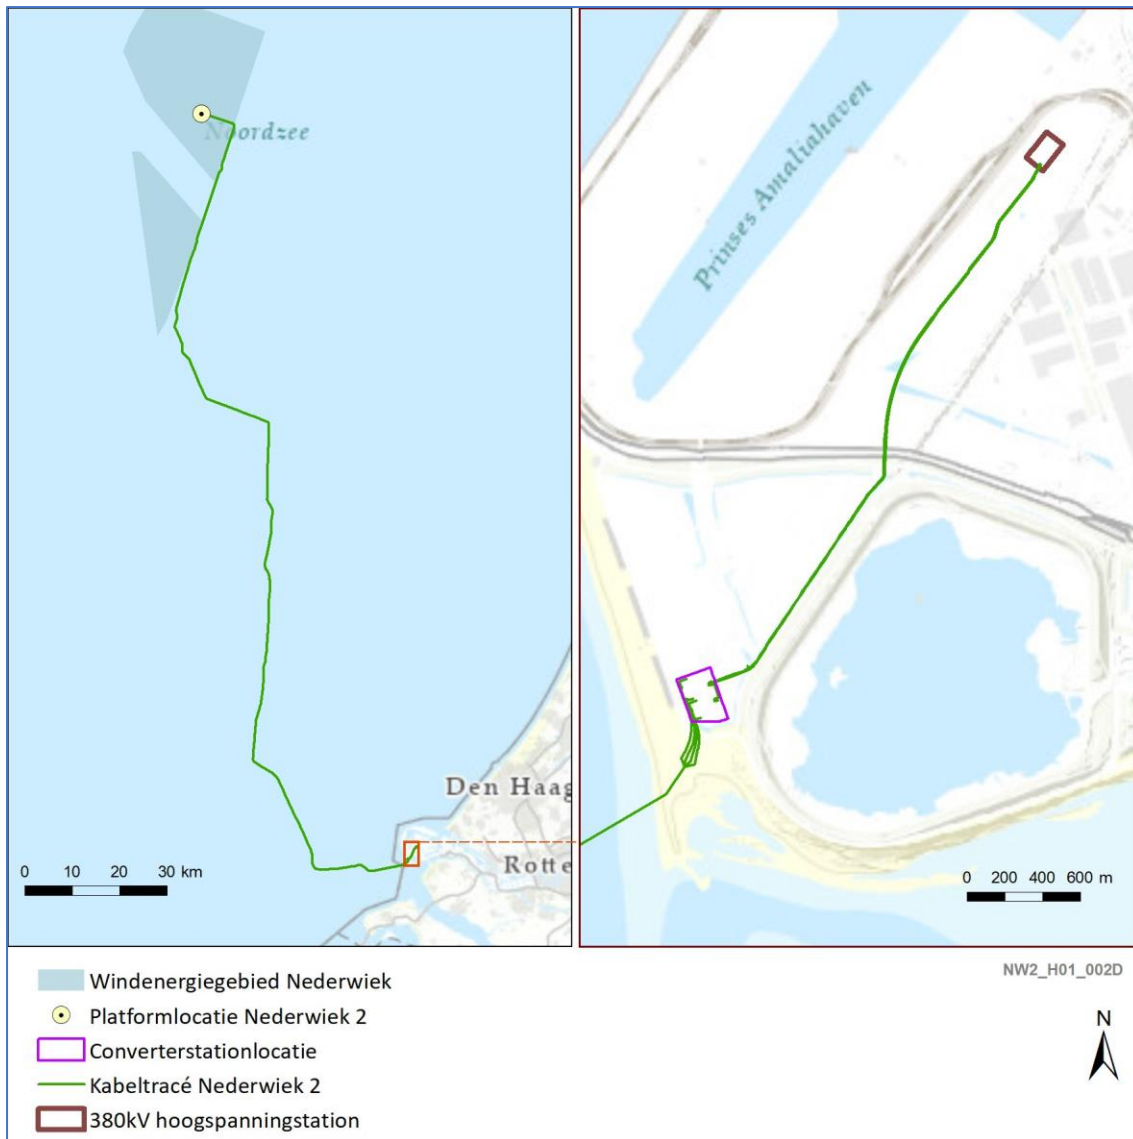 Noordzee
Den Haag
Rotte
0 10 20 30 km
Prinses Amaliahaven
0 200 400 600 m
NW2_H01_002D
N
Windenergiegebied Nederwiek
Platformlocatie Nederwiek 2
Converterstationlocatie
Kabeltracé Nederwiek 2
380kV hoogspanningstation